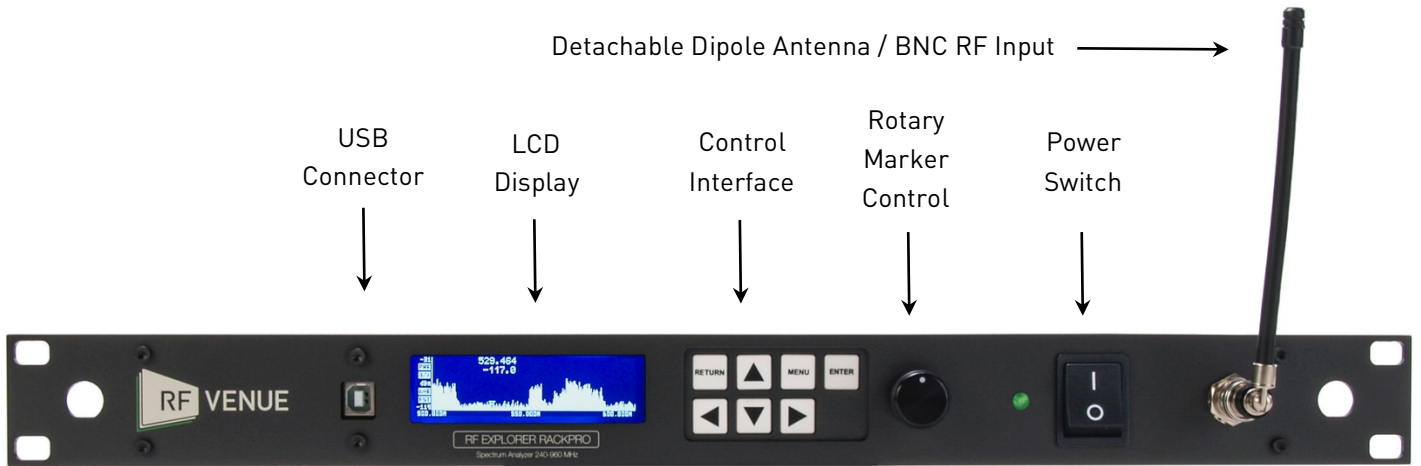 Detachable Dipole Antenna / BNC RF Input
USB
Connector
LCD
Display
Control
Interface
Rotary
Marker
Control
Power
Switch
529.464
-117.0
RETURN
MENU
ENTER
RF VENUE
RF EXPLORER RACKPRO
Spectrum Analyzer 240-960 MHz